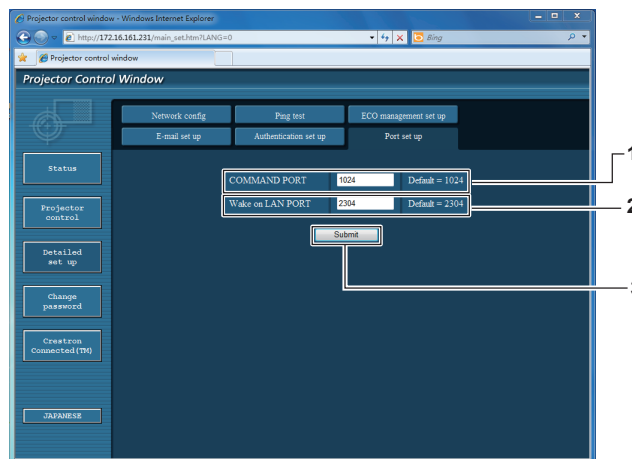 Projector control window - Windows Internet Explorer
http://172.16.161.231/main_set.htm?LANG=0
Bing
Projector control window
Projector Control Window
Network config Ping test ECO management set up
E-mail set up Authentication set up Port set up
Status
Projector control
Detailed set up
Change password
Crestron Connected(TM)
JAPANESE
COMMAND PORT 1024 Default = 1024
Wake on LAN PORT 2304 Default = 2304
Submit
1
2